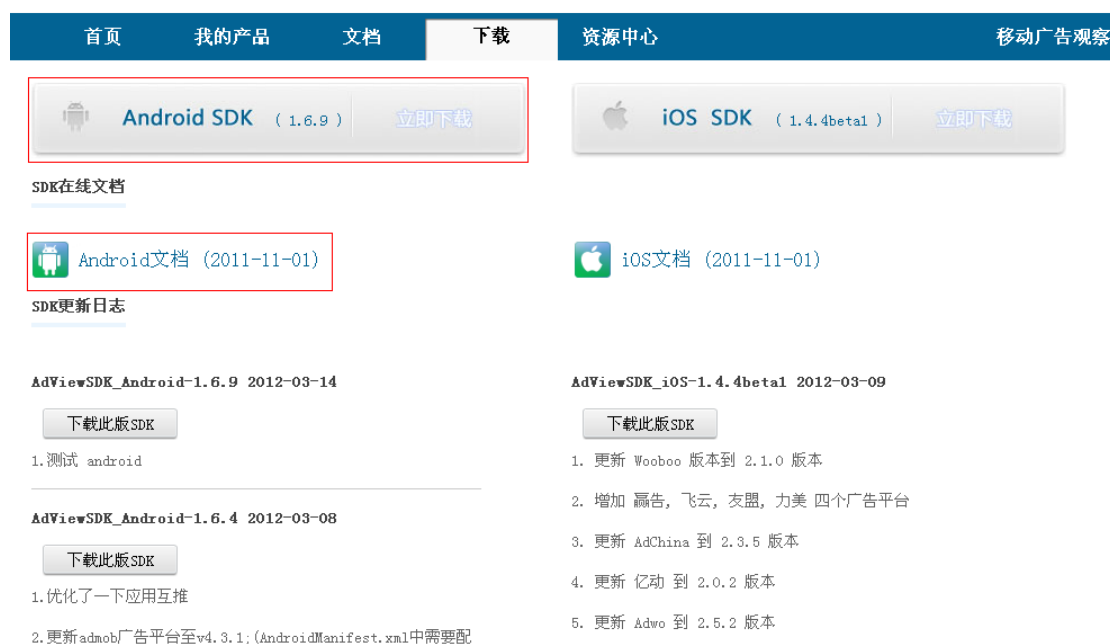 首页 我的产品 文档 下载 资源中心 移动广告观察
Android SDK （ 1.6.9 ） 立即下载
iOS SDK （ 1.4.4beta1 ） 立即下载
SDK在线文档
Android文档 (2011-11-01)
iOS文档 (2011-11-01)
SDK更新日志
AdViewSDK_Android-1.6.9 2012-03-14
下载此版SDK
1.测试 android
AdViewSDK_Android-1.6.4 2012-03-08
下载此版SDK
1.优化了一下应用互推
2.更新admob广告平台至v4.3.1;(AndroidManifest.xml中需要配
AdViewSDK_iOS-1.4.4beta1 2012-03-09
下载此版SDK
1. 更新 Wooboo 版本到 2.1.0 版本
2. 增加 赢告, 飞云, 友盟, 力美 四个广告平台
3. 更新 AdChina 到 2.3.5 版本
4. 更新 亿动 到 2.0.2 版本
5. 更新 Adwo 到 2.5.2 版本